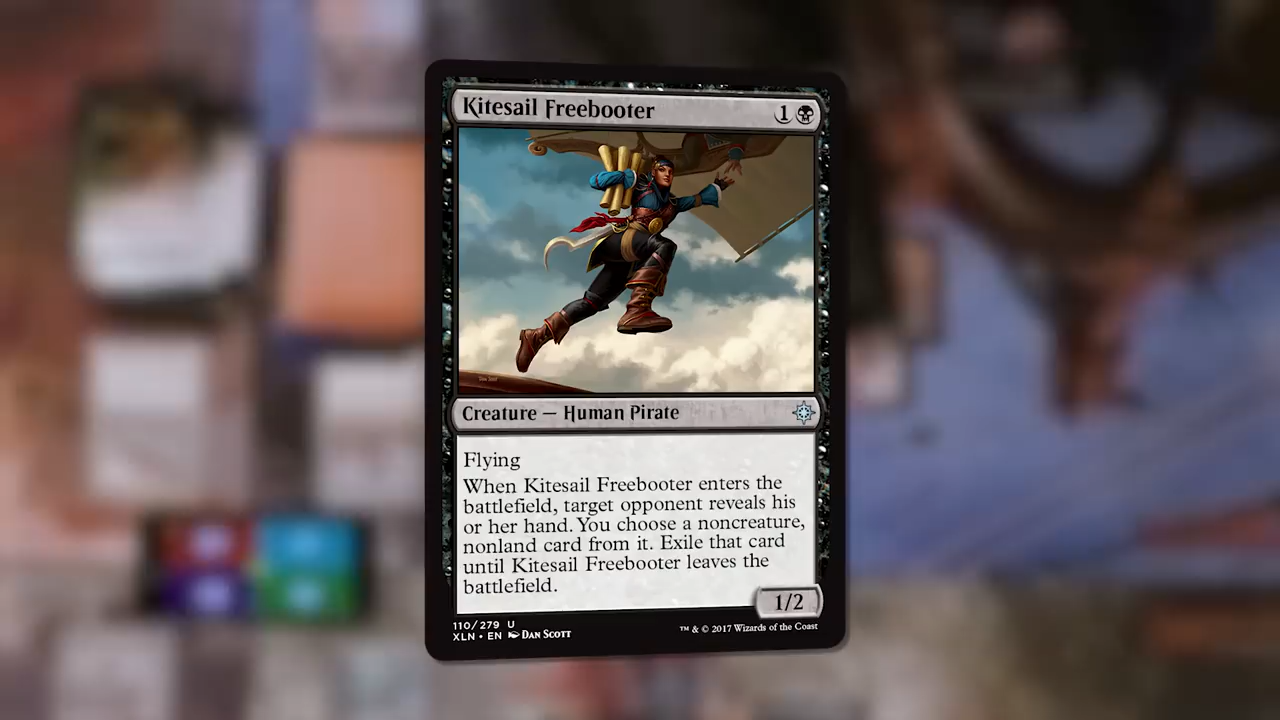 Kitesail Freebooter 1
Creature — Human Pirate
Flying
When Kitesail Freebooter enters the
battlefield, target opponent reveals his
or her hand. You choose a noncreature,
nonland card from it. Exile that card
until Kitesail Freebooter leaves the
battlefield.
1/2
110/279 U
XLN • EN Dan Scott
™ & © 2017 Wizards of the Coast